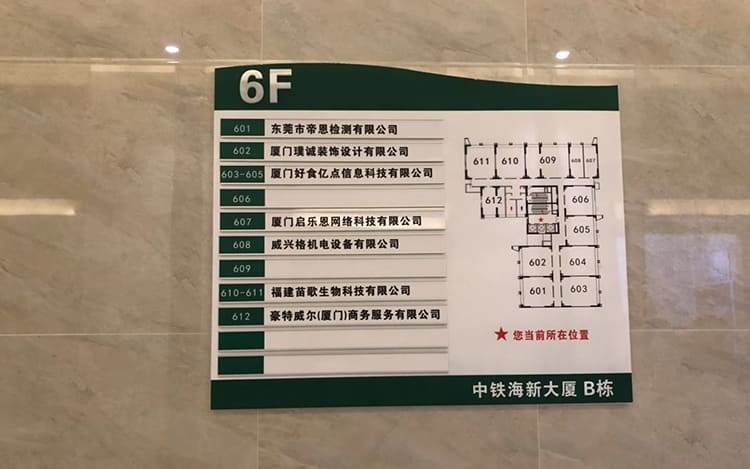 6F
601 东莞市帝恩检测有限公司
602 厦门璞诚装饰设计有限公司
603-605 厦门好食亿点信息科技有限公司
606
607 厦门启乐恩网络科技有限公司
608 威兴格机电设备有限公司
609
610-611 福建苗歌生物科技有限公司
612 豪特威尔(厦门)商务服务有限公司
611 610 609 608 607
612 606
605
602 604
601 603
★ 您当前所在位置
中铁海新大厦 B栋